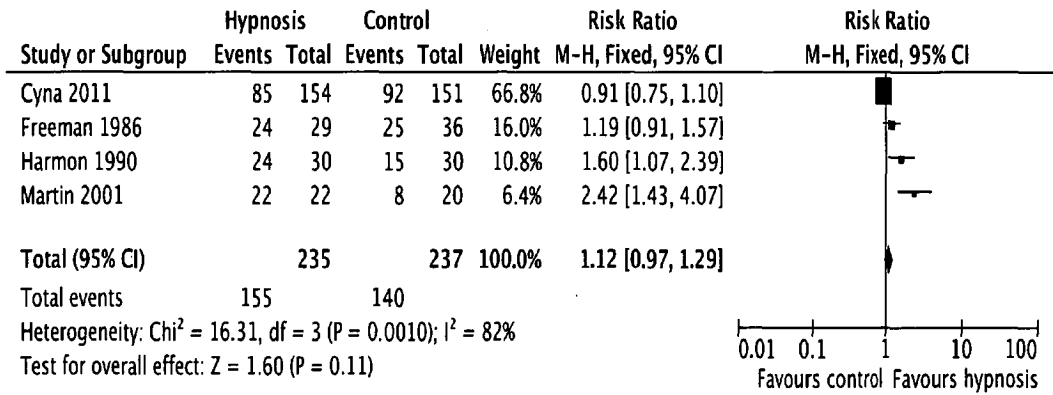 Hypnosis Control Risk Ratio Risk Ratio
Study or Subgroup Events Total Events Total Weight M-H, Fixed, 95% CI M-H, Fixed, 95% CI
Cyna 2011 85 154 92 151 66.8% 0.91 [0.75, 1.10]
Freeman 1986 24 29 25 36 16.0% 1.19 [0.91, 1.57]
Harmon 1990 24 30 15 30 10.8% 1.60 [1.07, 2.39]
Martin 2001 22 22 8 20 6.4% 2.42 [1.43, 4.07]
Total (95% CI) 235 237 100.0% 1.12 [0.97, 1.29]
Total events 155 140
Heterogeneity: Chi² = 16.31, df = 3 (P = 0.0010); I² = 82%
Test for overall effect: Z = 1.60 (P = 0.11)
0.01 0.1 1 10 100
Favours control Favours hypnosis